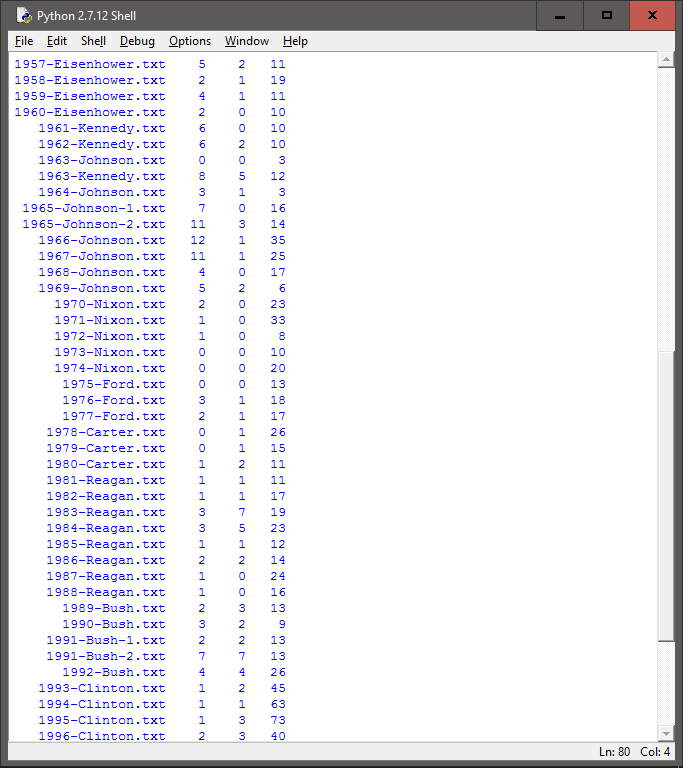 Python 2.7.12 Shell
File Edit Shell Debug Options Window Help
1957-Eisenhower.txt 5 2 11
1958-Eisenhower.txt 2 1 19
1959-Eisenhower.txt 4 1 11
1960-Eisenhower.txt 2 0 10
1961-Kennedy.txt 6 0 10
1962-Kennedy.txt 6 2 10
1963-Johnson.txt 0 0 3
1963-Kennedy.txt 8 5 12
1964-Johnson.txt 3 1 3
1965-Johnson-1.txt 7 0 16
1965-Johnson-2.txt 11 3 14
1966-Johnson.txt 12 1 35
1967-Johnson.txt 11 1 25
1968-Johnson.txt 4 0 17
1969-Johnson.txt 5 2 6
1970-Nixon.txt 2 0 23
1971-Nixon.txt 1 0 33
1972-Nixon.txt 1 0 8
1973-Nixon.txt 0 0 10
1974-Nixon.txt 0 0 20
1975-Ford.txt 0 0 13
1976-Ford.txt 3 1 18
1977-Ford.txt 2 1 17
1978-Carter.txt 0 1 26
1979-Carter.txt 0 1 15
1980-Carter.txt 1 2 11
1981-Reagan.txt 1 1 11
1982-Reagan.txt 1 1 17
1983-Reagan.txt 3 7 19
1984-Reagan.txt 3 5 23
1985-Reagan.txt 1 1 12
1986-Reagan.txt 2 2 14
1987-Reagan.txt 1 0 24
1988-Reagan.txt 1 0 16
1989-Bush.txt 2 3 13
1990-Bush.txt 3 2 9
1991-Bush-1.txt 2 2 13
1991-Bush-2.txt 7 7 13
1992-Bush.txt 4 4 26
1993-Clinton.txt 1 2 45
1994-Clinton.txt 1 1 63
1995-Clinton.txt 1 3 73
1996-Clinton.txt 2 3 40
Ln: 80 Col: 4